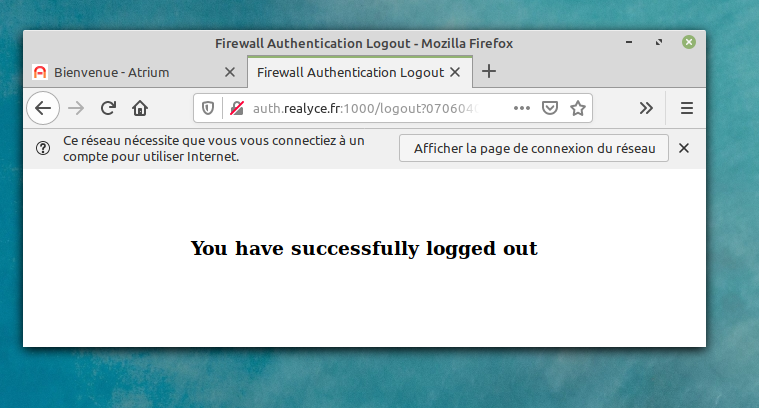 Firewall Authentication Logout - Mozilla Firefox
Bienvenue - Atrium
Firewall Authentication Logout
auth.realyce.fr:1000/logout?070604
Ce réseau nécessite que vous vous connectiez à un
compte pour utiliser Internet.
Afficher la page de connexion du réseau
You have successfully logged out